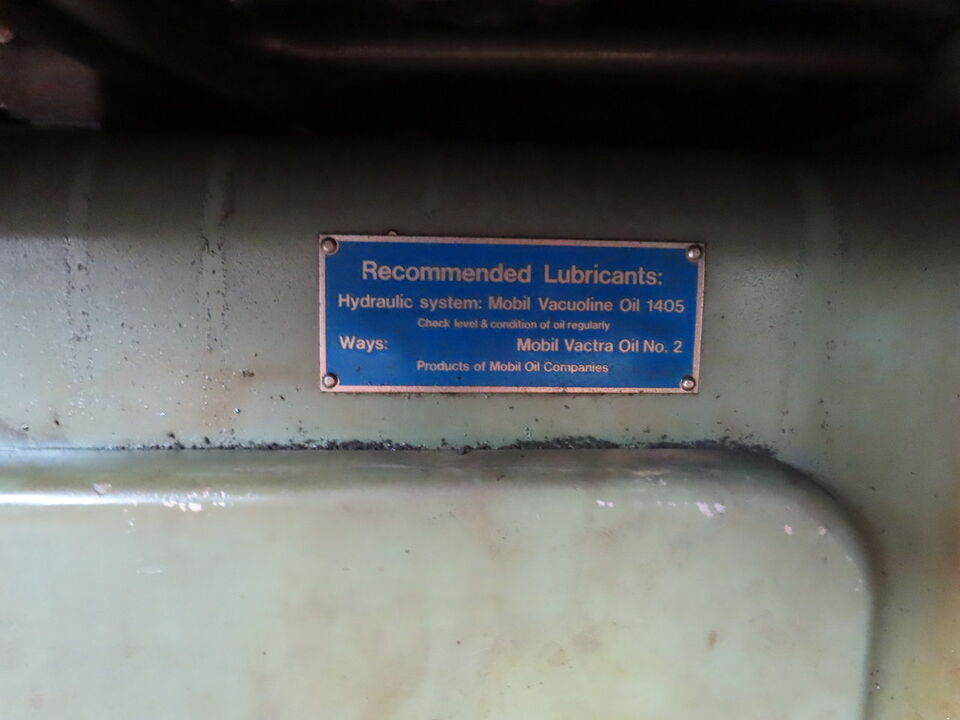 Recommended Lubricants:
Hydraulic system: Mobil Vacuoline Oil 1405
Check level & condition of oil regularly
Ways: Mobil Vactra Oil No. 2
Products of Mobil Oil Companies